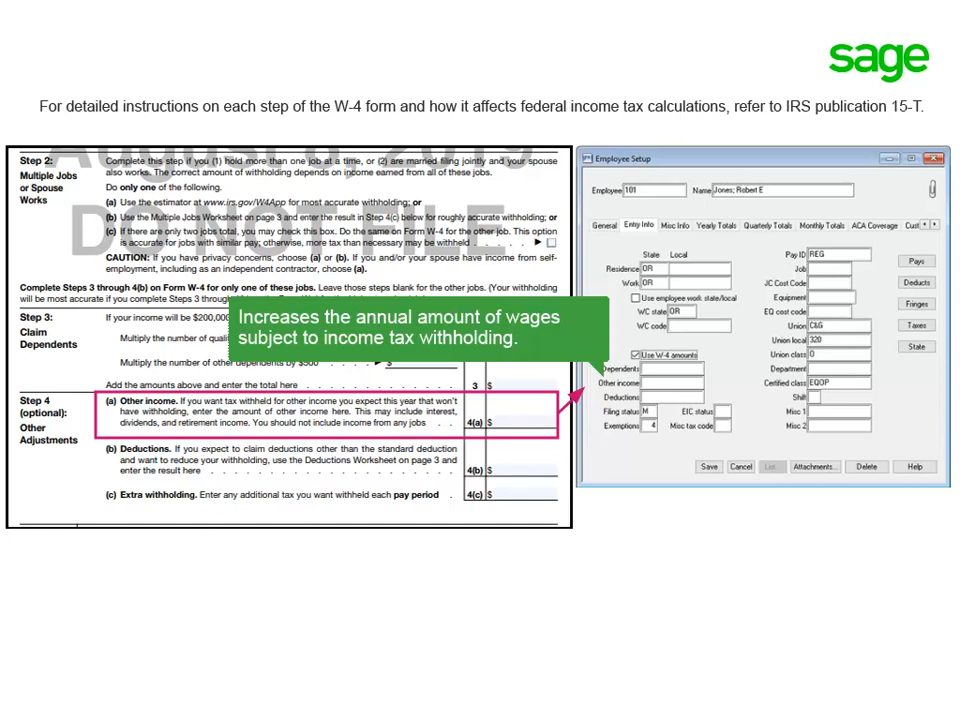 sage
For detailed instructions on each step of the W-4 form and how it affects federal income tax calculations, refer to IRS publication 15-T.
August 8, 2019
DO NOT FILE
Step 2:
Multiple Jobs
or Spouse
Works
Complete this step if you (1) hold more than one job at a time, or (2) are married filing jointly and your spouse
also works. The correct amount of withholding depends on income earned from all of these jobs.
Do only one of the following.
(a) Use the estimator at www.irs.gov/W4App for most accurate withholding; or
(b) Use the Multiple Jobs Worksheet on page 3 and enter the result in Step 4(c) below for roughly accurate withholding; or
(c) If there are only two jobs total, you may check this box. Do the same on Form W-4 for the other job. This option
is accurate for jobs with similar pay; otherwise, more tax than necessary may be withheld . . . . . ▶
CAUTION: If you have privacy concerns, choose (a) or (b). If you and/or your spouse have income from self-
employment, including as an independent contractor, choose (a).
Complete Steps 3 through 4(b) on Form W-4 for only one of these jobs. Leave those steps blank for the other jobs. (Your withholding
will be most accurate if you complete Steps 3 through
Step 3:
Claim
Dependents
If your income will be $200,000
Multiply the number of
Multiply the number of other dependents by $500 . . . . ▶ $
Add the amounts above and enter the total here . . . . . . . . . . . . . 3 $
Increases the annual amount of wages
subject to income tax withholding.
Step 4
(optional):
Other
Adjustments
(a) Other income. If you want tax withheld for other income you expect this year that won't
have withholding, enter the amount of other income here. This may include interest,
dividends, and retirement income. You should not include income from any jobs . . 4(a) $
(b) Deductions. If you expect to claim deductions other than the standard deduction
and want to reduce your withholding, use the Deductions Worksheet on page 3 and
enter the result here . . . . . . . . . . . . . . . . . . . . . 4(b) $
(c) Extra withholding. Enter any additional tax you want withheld each pay period . 4(c) $
Employee Setup
Employee 101 Name Jones; Robert E
General Entry Info Misc Info Yearly Totals Quarterly Totals Monthly Totals ACA Coverage Cust
State Local
Residence OR
Work OR
Use employee work state/local
WC state OR
WC code
Use W-4 amounts
Dependents
Other income
Deductions
Filing status M EIC status
Exemptions 4 Misc tax code
Pay ID REG
Job
JC Cost Code
Equipment
EQ cost code
Union C&G
Union local 320
Union class 0
Department
Certified class EQOP
Shift
Misc 1
Misc 2
Pays
Deducts
Fringes
Taxes
State
Save Cancel List... Attachments... Delete Help